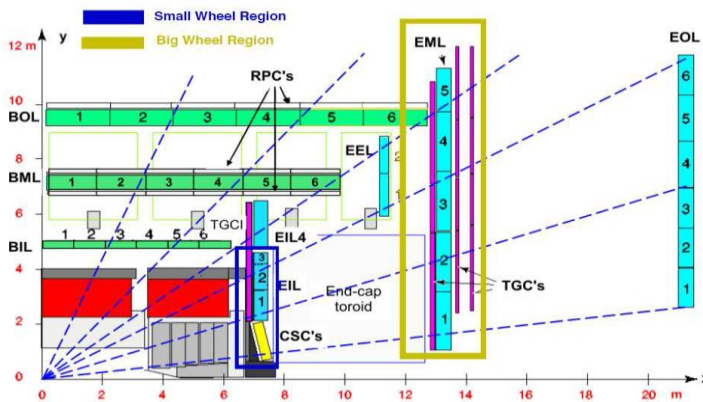 Small Wheel Region
Big Wheel Region
12 m
y
EML
EOL
RPC's
6
10
5
BOL
1 2 3 4 5 6
5
8
EEL
2
4
4
BML
1 2 3 4 5 6
1
3
3
6
TGCI
EIL4
BIL
1 2 3 4 5 6
2
2
4
3
EIL
2
End-cap
toroid
TGC's
1
1
1
2
CSC's
0
0 2 4 6 8 10 12 m 14 16 18 20 m